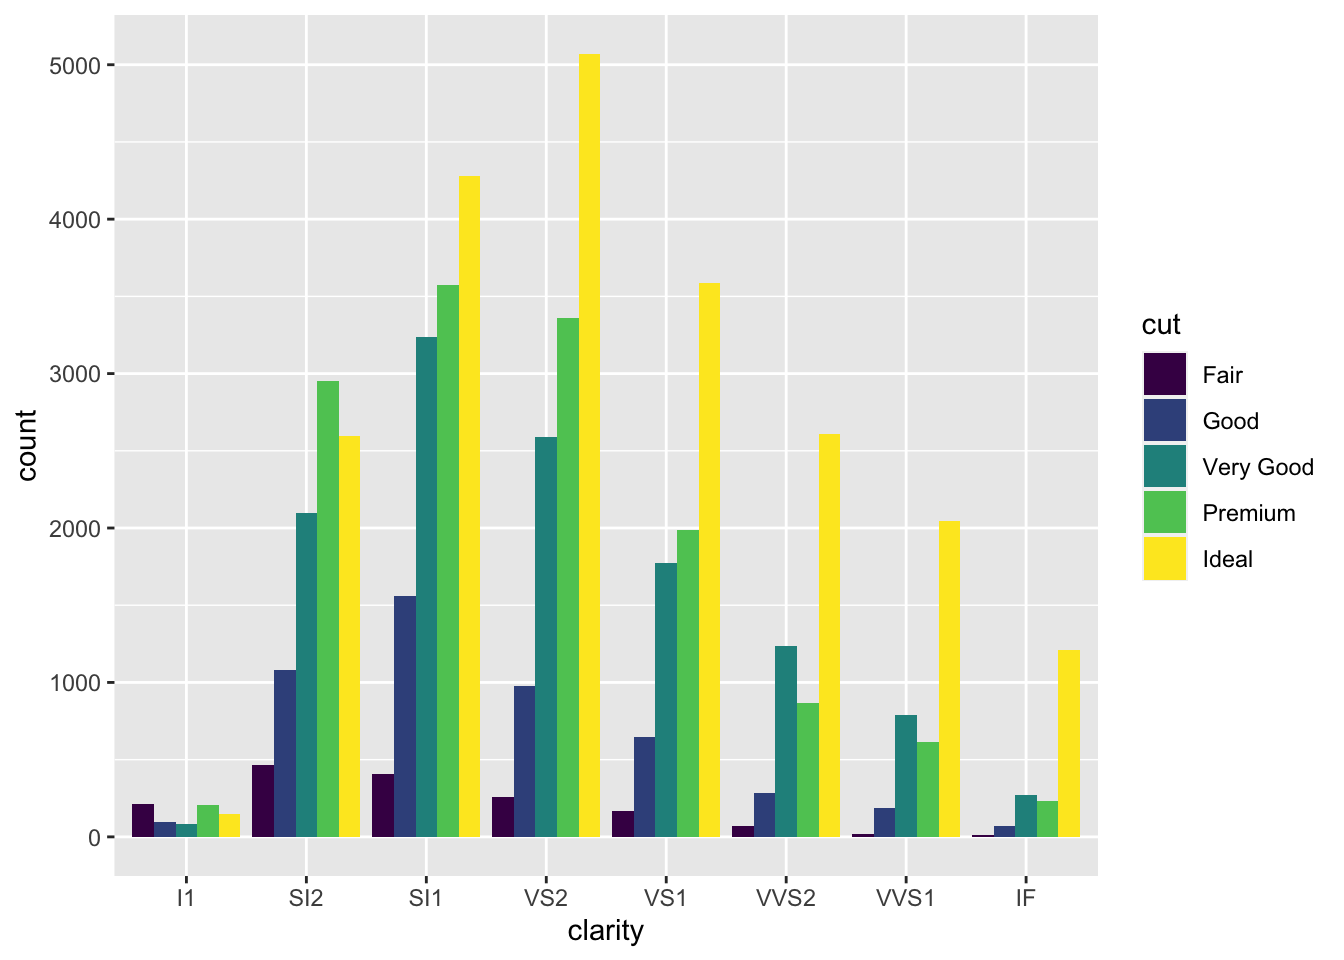 5000
4000
3000
2000
1000
0
count
I1 SI2 SI1 VS2 VS1 VVS2 VVS1 IF
clarity
cut
Fair
Good
Very Good
Premium
Ideal